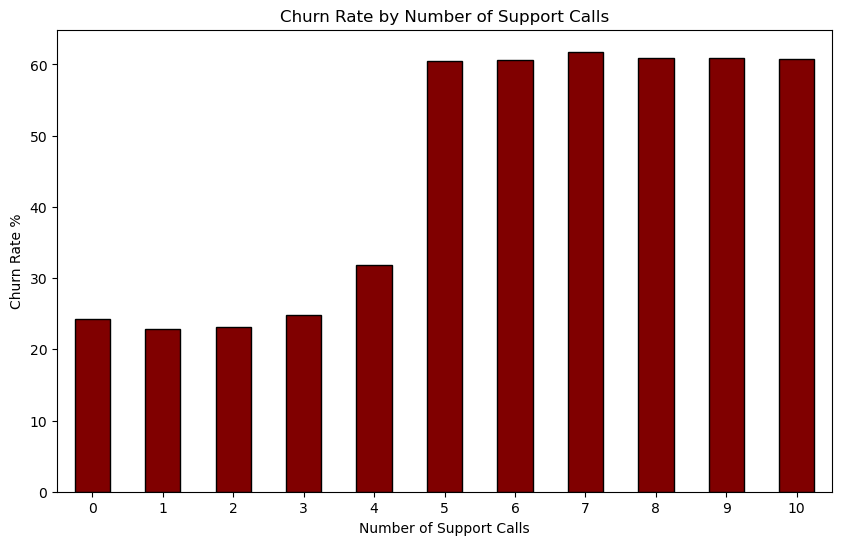 Churn Rate by Number of Support Calls
Churn Rate %
60
50
40
30
20
10
0
0 1 2 3 4 5 6 7 8 9 10
Number of Support Calls